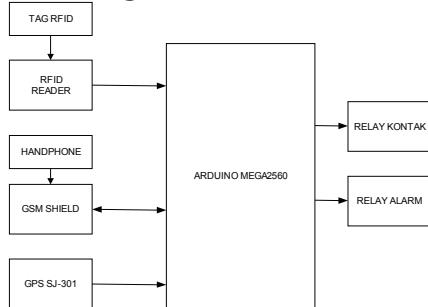 TAG RFID
RFID
READER
HANDPHONE
GSM SHIELD
GPS SJ-301
ARDUINO MEGA2560
RELAY KONTAK
RELAY ALARM